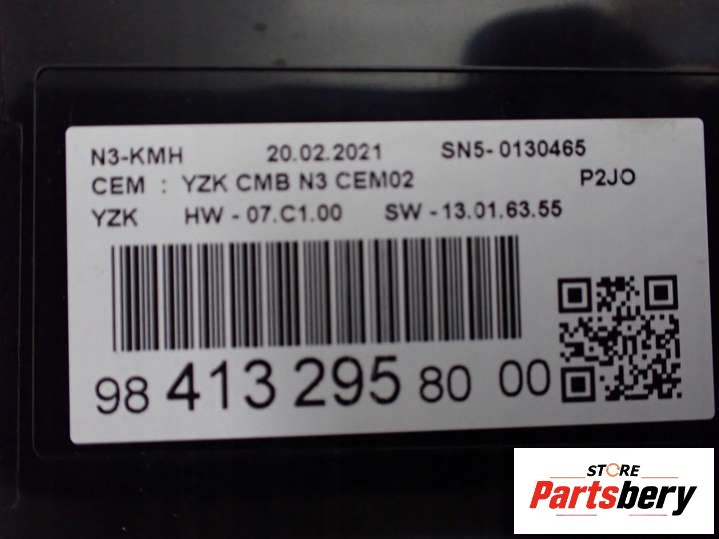 N3-KMH 20.02.2021 SN5- 0130465
CEM : YZK CMB N3 CEM02 P2JO
YZK HW - 07.C1.00 SW - 13.01.63.55
98 413 295 80 00
STORE
Partsbery